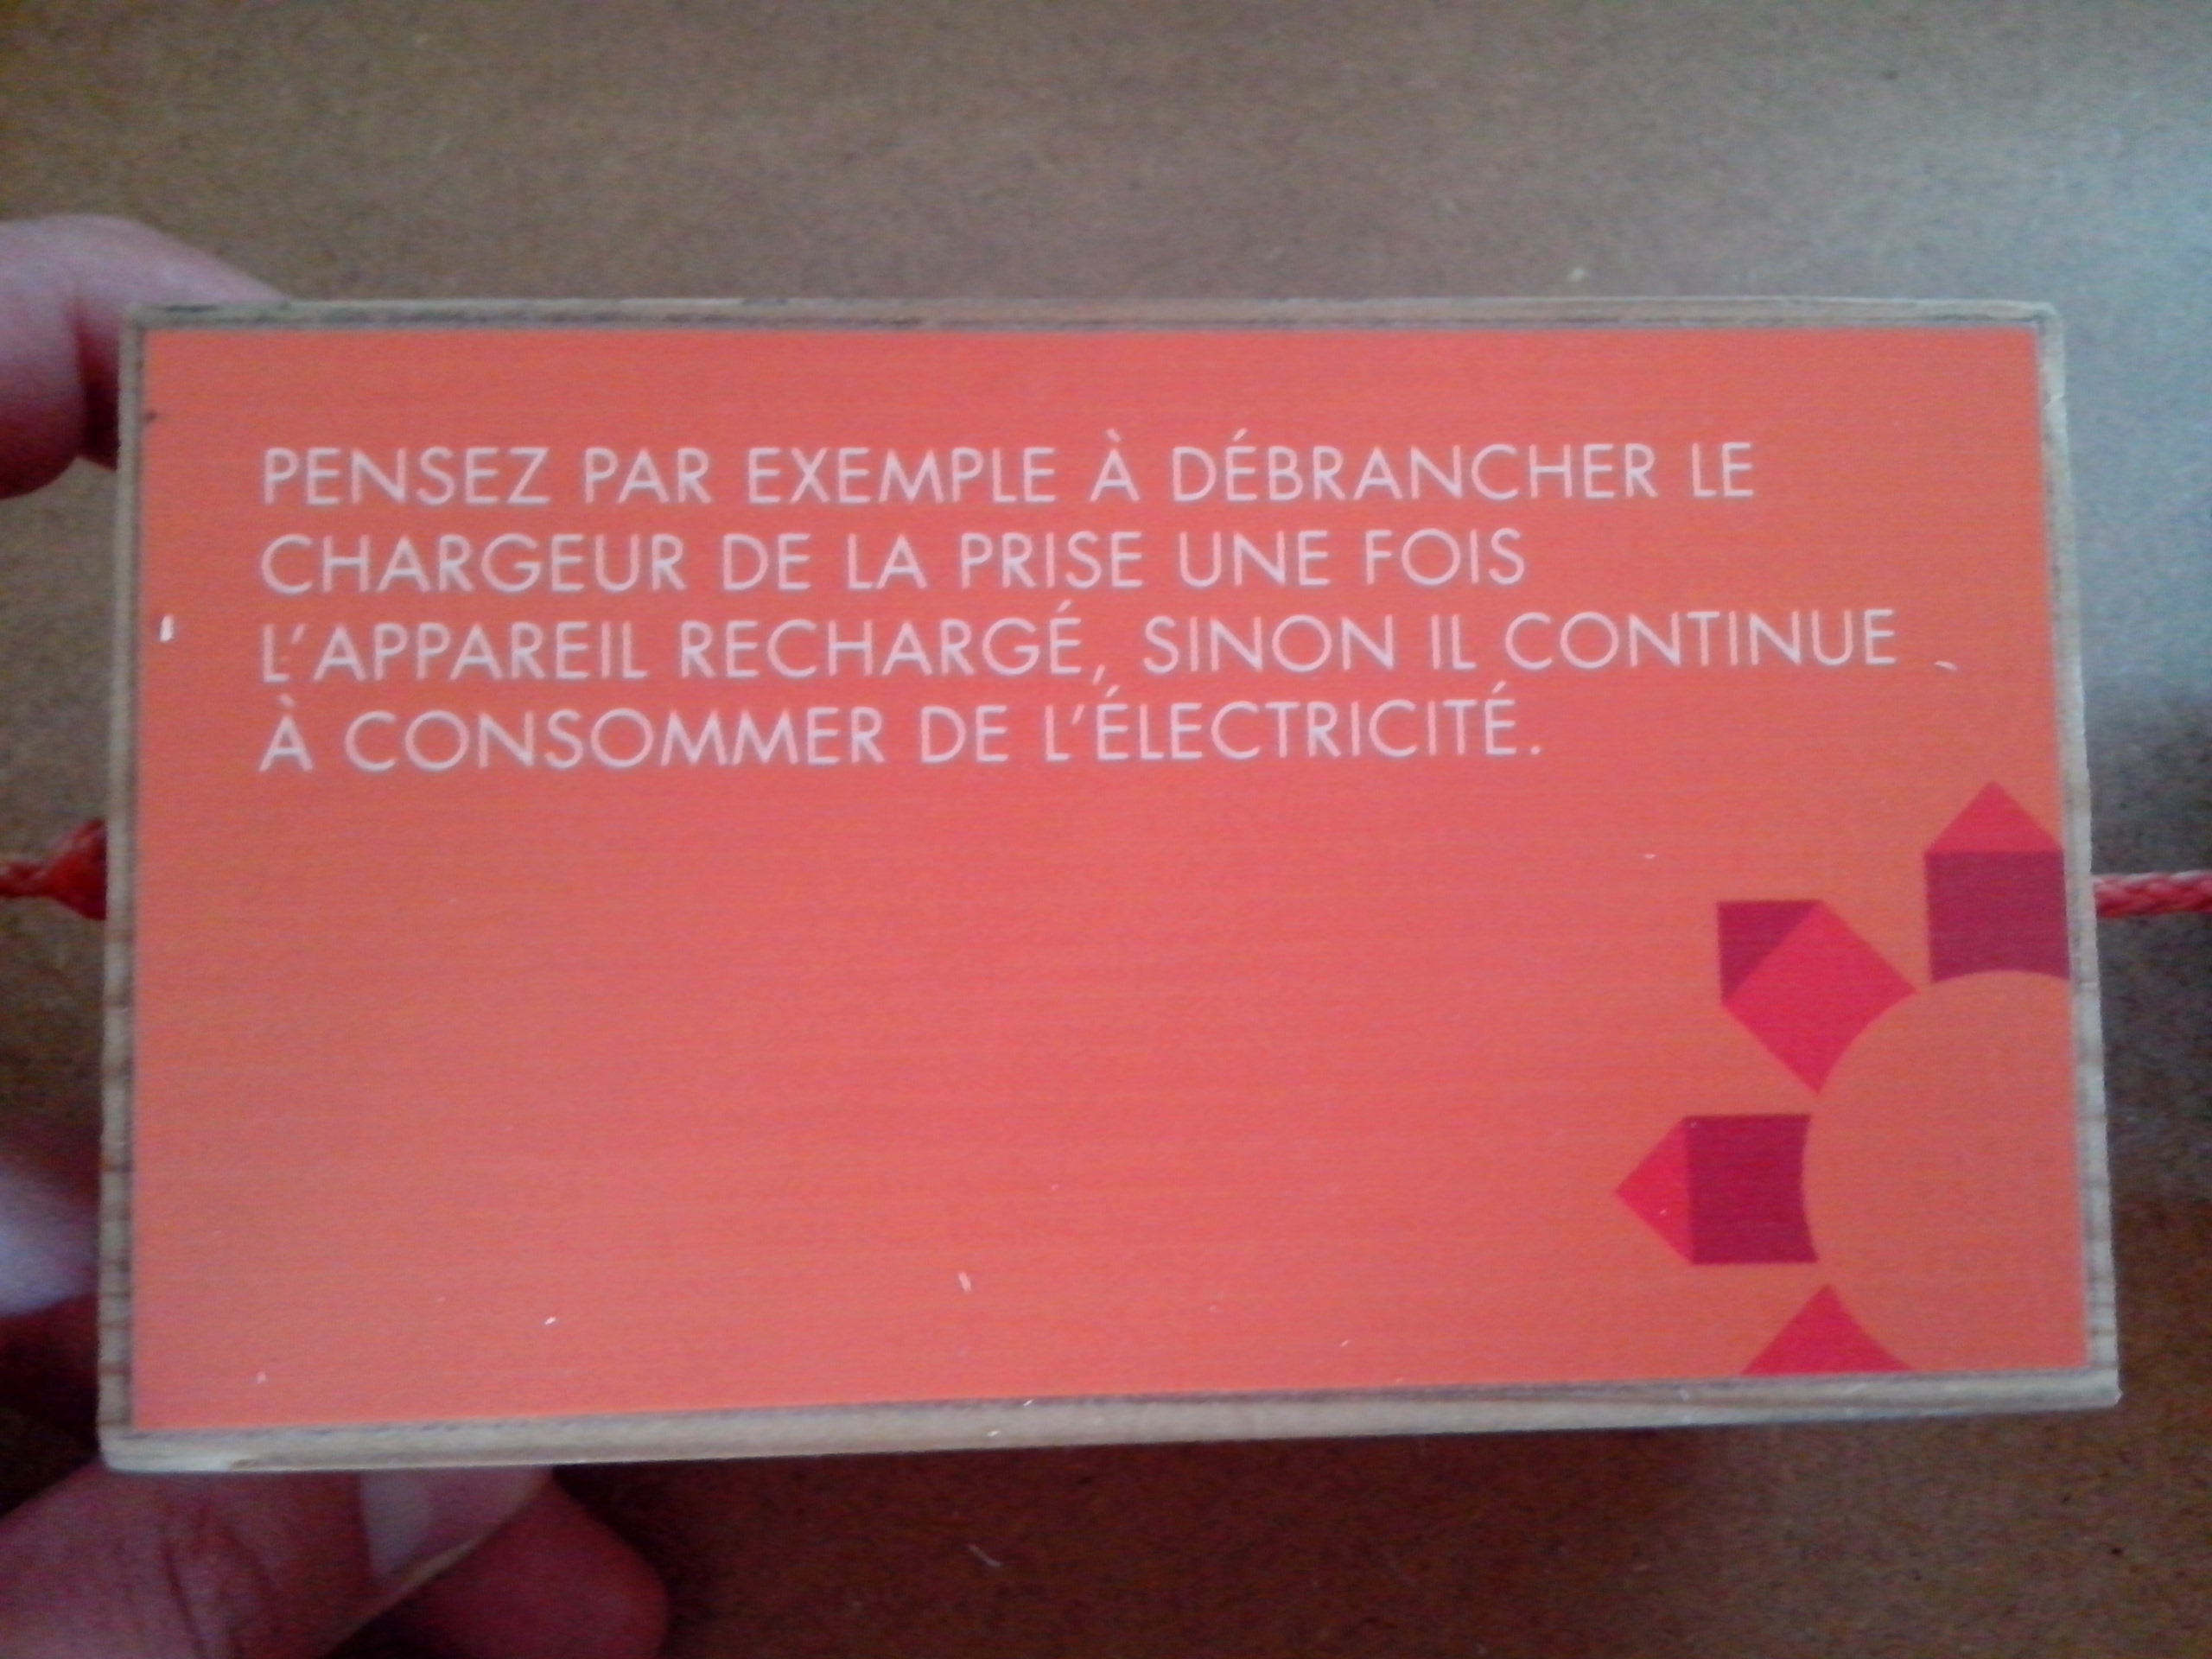 PENSEZ PAR EXEMPLE À DÉBRANCHER LE
CHARGEUR DE LA PRISE UNE FOIS
L'APPAREIL RECHARGÉ, SINON IL CONTINUE
À CONSOMMER DE L'ÉLECTRICITÉ.